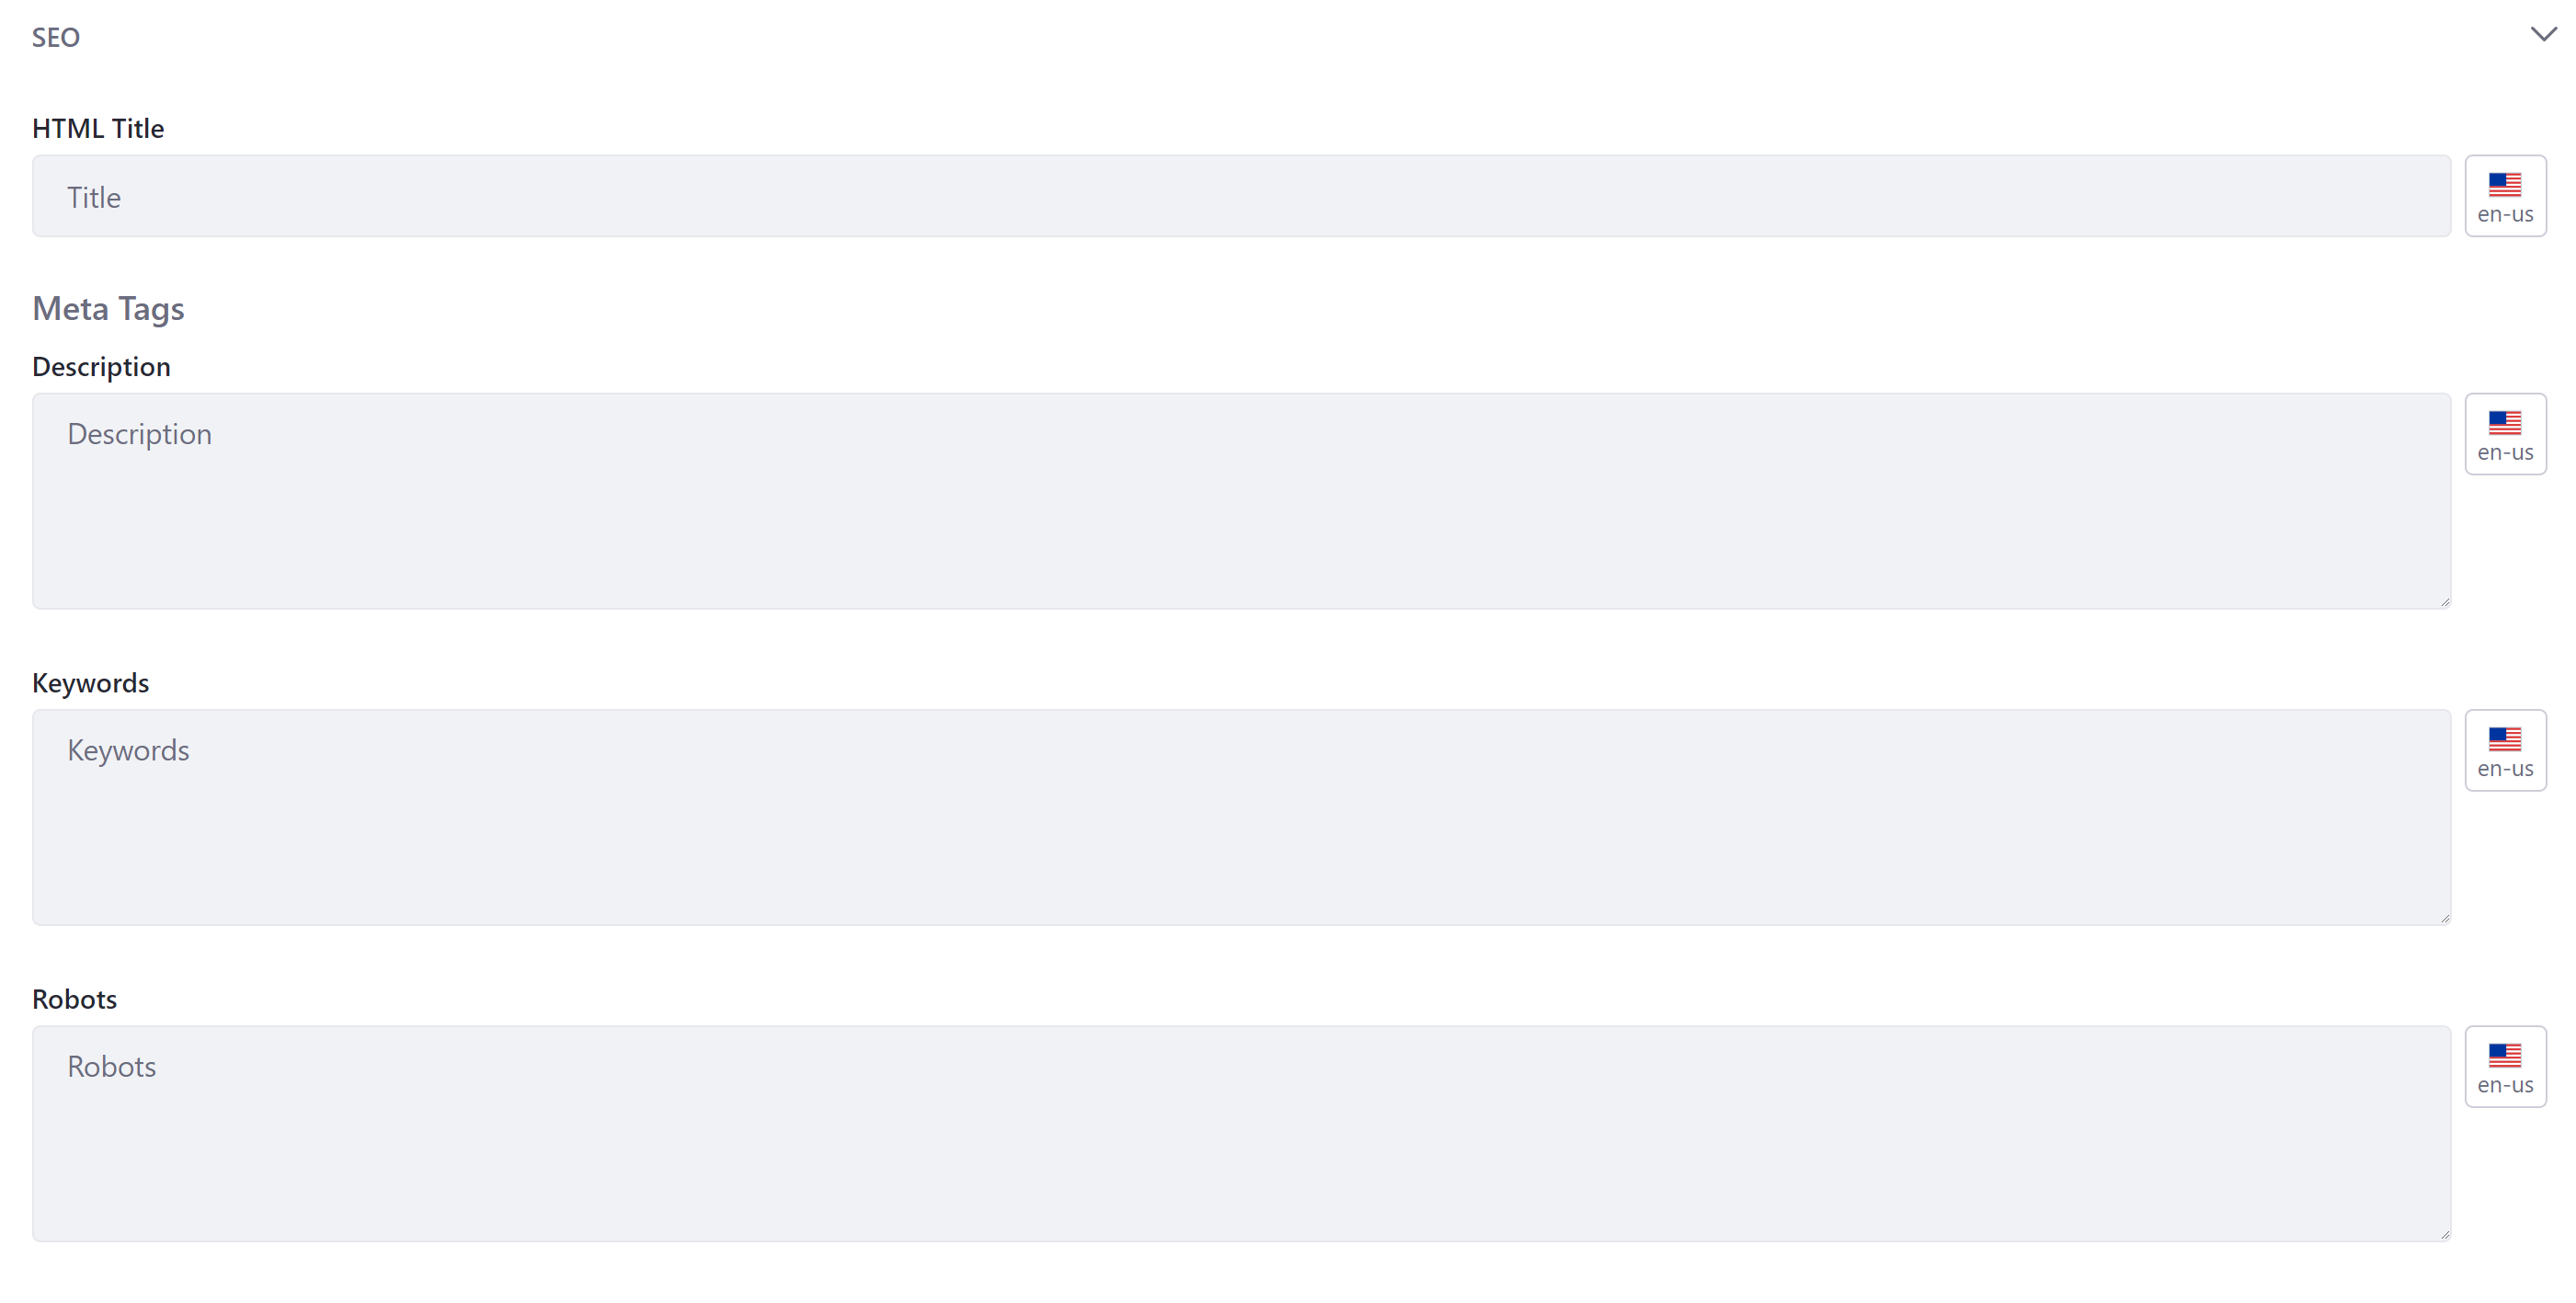 SEO
HTML Title
Title
en-us
Meta Tags
Description
Description
en-us
Keywords
Keywords
en-us
Robots
Robots
en-us